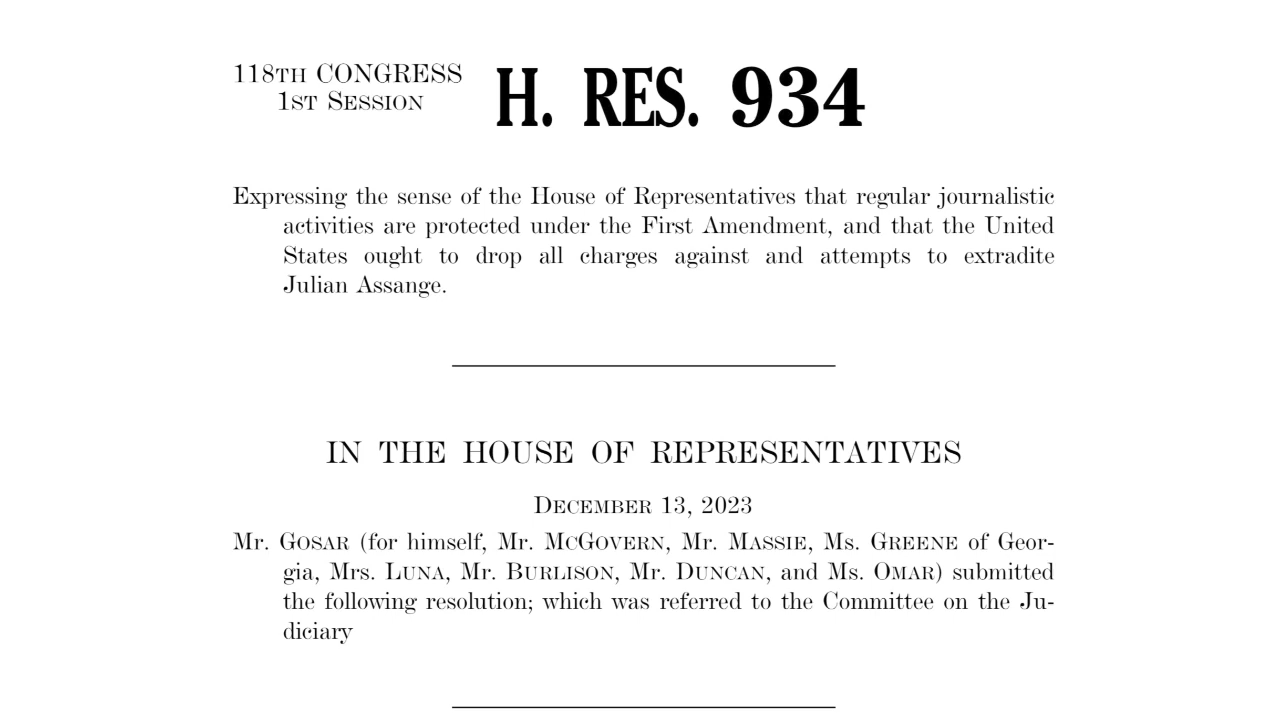 118TH CONGRESS
1ST SESSION
H. RES. 934
Expressing the sense of the House of Representatives that regular journalistic
activities are protected under the First Amendment, and that the United
States ought to drop all charges against and attempts to extradite
Julian Assange.
IN THE HOUSE OF REPRESENTATIVES
DECEMBER 13, 2023
Mr. GOSAR (for himself, Mr. MCGOVERN, Mr. MASSIE, Ms. GREENE of Geor-
gia, Mrs. LUNA, Mr. BURLISON, Mr. DUNCAN, and Ms. OMAR) submitted
the following resolution; which was referred to the Committee on the Ju-
diciary